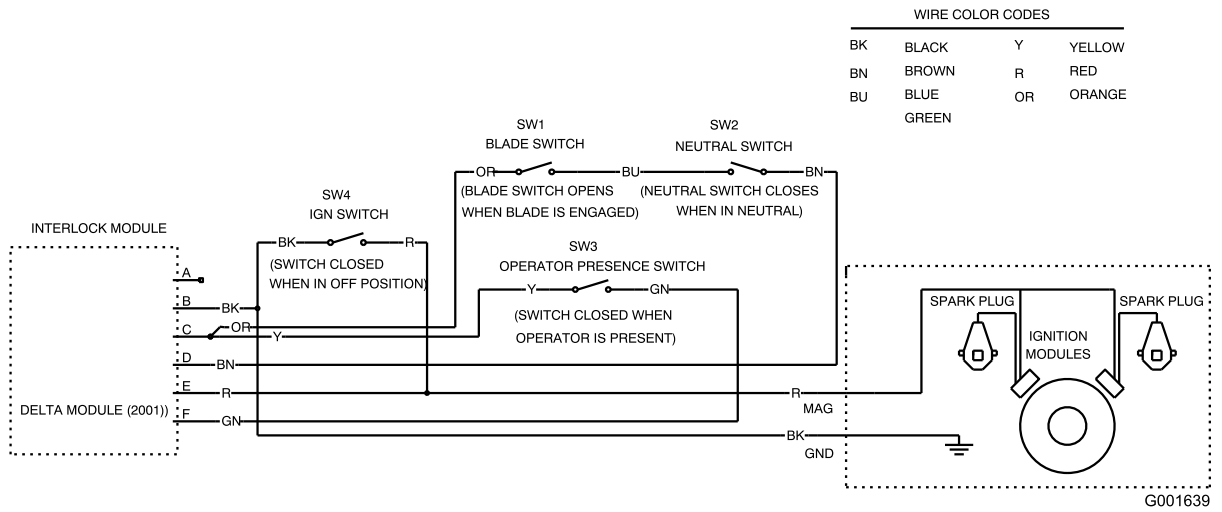 WIRE COLOR CODES
BK BLACK Y YELLOW
BN BROWN R RED
BU BLUE OR ORANGE
GREEN
SW1
BLADE SWITCH
SW2
NEUTRAL SWITCH
OR BU BN
(BLADE SWITCH OPENS
WHEN BLADE IS ENGAGED)
(NEUTRAL SWITCH CLOSES
WHEN IN NEUTRAL)
SW4
IGN SWITCH
BK R
(SWITCH CLOSED
WHEN IN OFF POSITION)
SW3
OPERATOR PRESENCE SWITCH
Y GN
(SWITCH CLOSED WHEN
OPERATOR IS PRESENT)
INTERLOCK MODULE
A
B BK
C OR
Y
D BN
E R
F GN
DELTA MODULE (2001))
R
MAG
BK
GND
SPARK PLUG
SPARK PLUG
IGNITION
MODULES
G001639